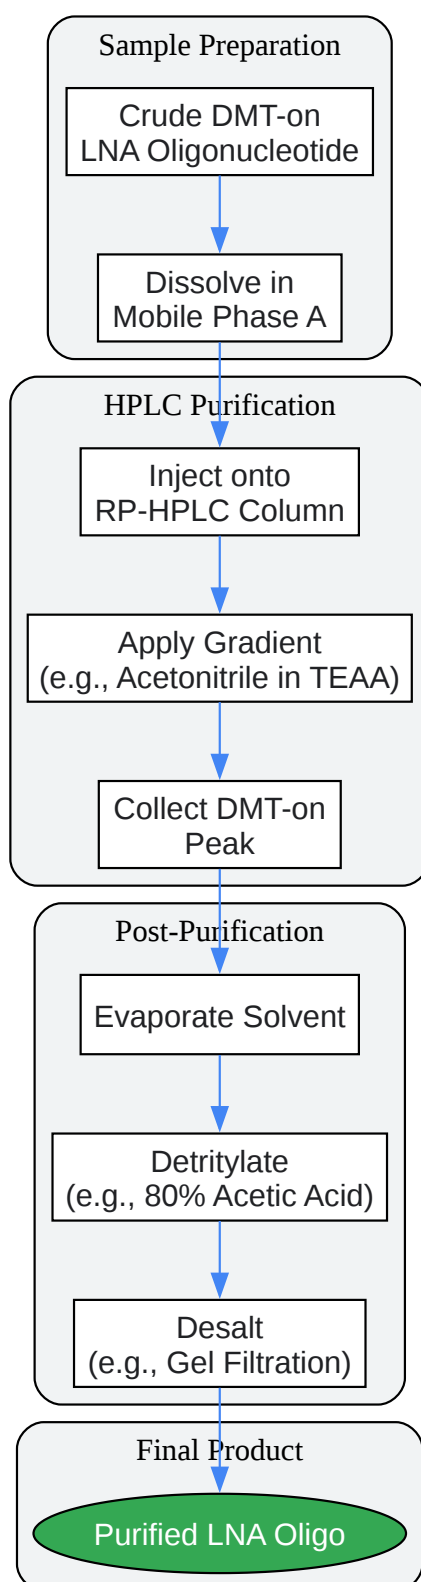 Sample Preparation
Crude DMT-on
LNA Oligonucleotide
Dissolve in
Mobile Phase A
HPLC Purification
Inject onto
RP-HPLC Column
Apply Gradient
(e.g., Acetonitrile in TEAA)
Collect DMT-on
Peak
Post-Purification
Evaporate Solvent
Detritylate
(e.g., 80% Acetic Acid)
Desalt
(e.g., Gel Filtration)
Final Product
Purified LNA Oligo